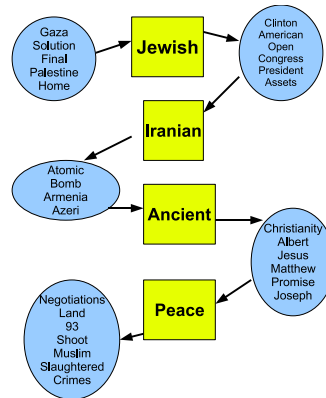 Gaza
Solution
Final
Palestine
Home
Jewish
Clinton
American
Open
Congress
President
Assets
Iranian
Atomic
Bomb
Armenia
Azeri
Ancient
Christianity
Albert
Jesus
Matthew
Promise
Joseph
Peace
Negotiations
Land
93
Shoot
Muslim
Slaughtered
Crimes